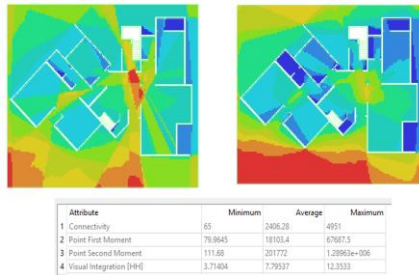 Attribute Minimum Average Maximum
1 Connectivity 65 2406.28 4951
2 Point First Moment 79.9645 18103.4 67687.5
3 Point Second Moment 111.68 201772 1.28963e+006
4 Visual Integration [HH] 3.71404 7.79537 12.3533